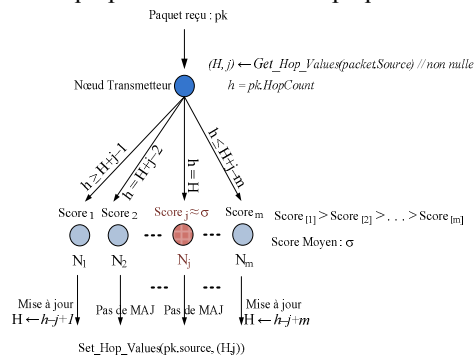 Paquet reçu : pk
(H, j) ← Get_Hop_Values(packet.Source) // non nulle
Nœud Transmetteur
h = pk.HopCount
h ≥ H+j–1
h = H+j–2
h = H
h ≤ H+j–m
Score 1 Score 2 Score j ≈ σ Score m
Score [1] > Score [2] > . . . > Score [m]
Score Moyen : σ
N1 N2 Nj Nm
Mise à jour
H ← h–j+1
Pas de MAJ
Pas de MAJ
Mise à jour
H ← h–j+m
Set_Hop_Values(pk.source, (H,j))